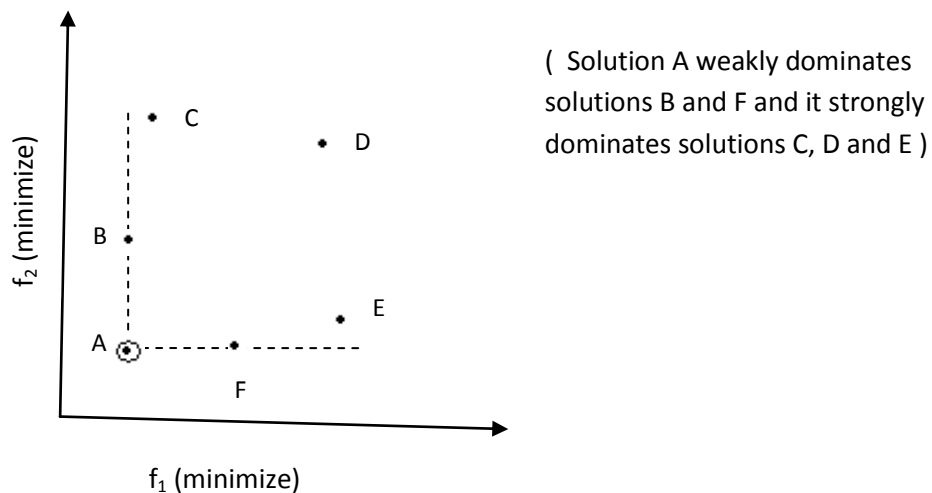 ( Solution A weakly dominates
solutions B and F and it strongly
dominates solutions C, D and E )
C
D
B
E
A
F
f₂ (minimize)
f₁ (minimize)